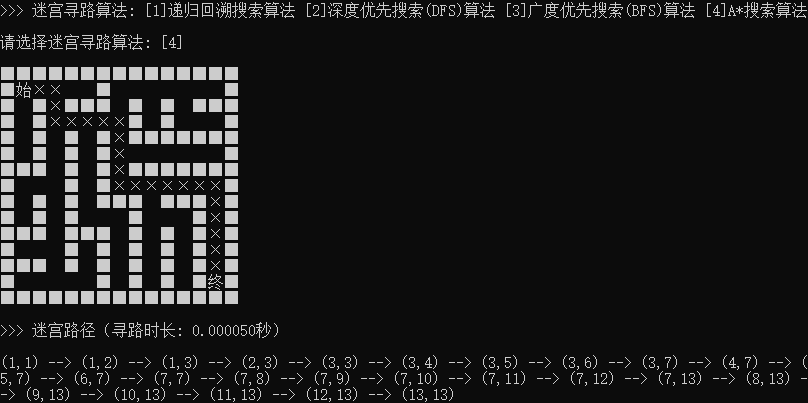 >>> 迷宫寻路算法: [1]递归回溯搜索算法 [2]深度优先搜索(DFS)算法 [3]广度优先搜索(BFS)算法 [4]A*搜索算法
请选择迷宫寻路算法: [4]
始××
×
×××××
×
×
×
×××××××
×
×
×
×
×
终
>>> 迷宫路径（寻路时长: 0.000050秒）
(1,1) --> (1,2) --> (1,3) --> (2,3) --> (3,3) --> (3,4) --> (3,5) --> (3,6) --> (3,7) --> (4,7) --> (
5,7) --> (6,7) --> (7,7) --> (7,8) --> (7,9) --> (7,10) --> (7,11) --> (7,12) --> (7,13) --> (8,13) --
> (9,13) --> (10,13) --> (11,13) --> (12,13) --> (13,13)